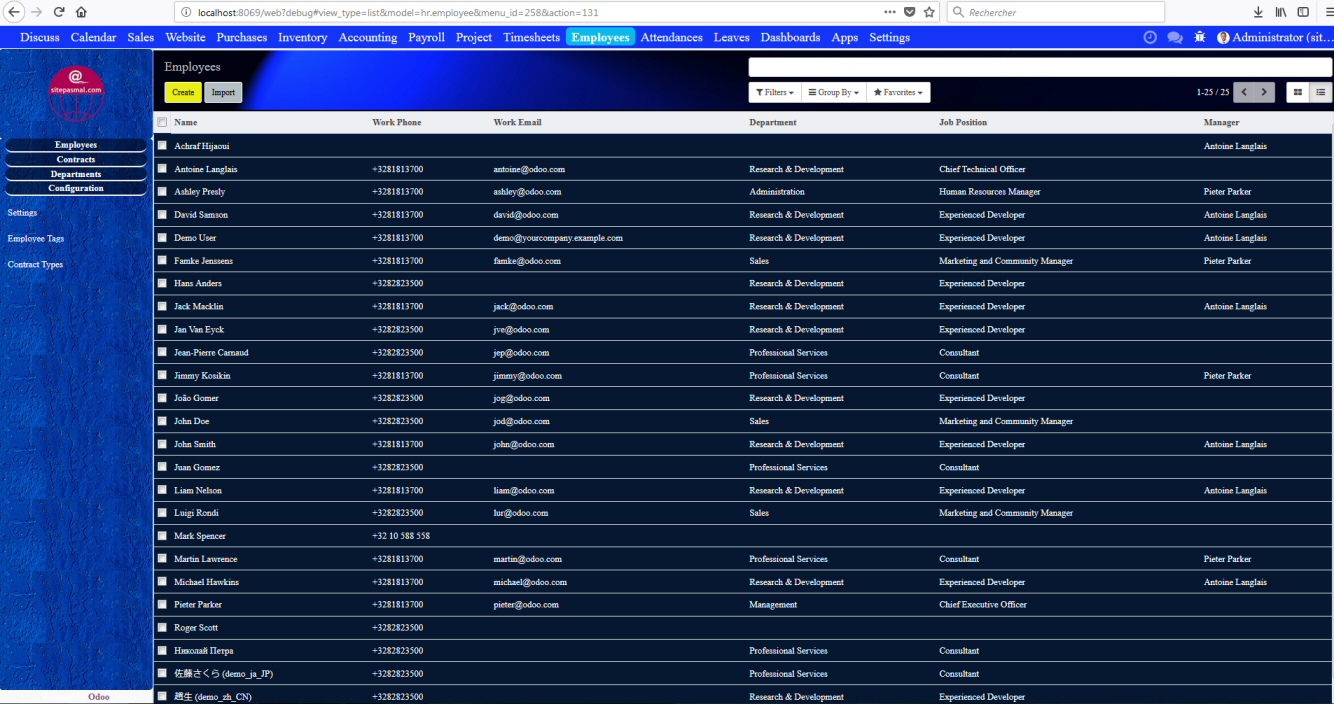 localhost:8069/web?debug#view_type=list&model=hr.employee&menu_id=258&action=131 Rechercher
Discuss Calendar Sales Website Purchases Inventory Accounting Payroll Project Timesheets Employees Attendances Leaves Dashboards Apps Settings Administrator (sit...
@
sitepasmal.com
Employees
Create Import Filters Group By Favorites 1-25 / 25
Employees
Contracts
Departments
Configuration
Settings
Employee Tags
Contract Types
Odoo
Name Work Phone Work Email Department Job Position Manager
Achraf Hijaoui Antoine Langlais
Antoine Langlais +3281813700 antoine@odoo.com Research & Development Chief Technical Officer
Ashley Presly +3281813700 ashley@odoo.com Administration Human Resources Manager Pieter Parker
David Samson +3281813700 david@odoo.com Research & Development Experienced Developer Antoine Langlais
Demo User +3281813700 demo@yourcompany.example.com Research & Development Experienced Developer Antoine Langlais
Famke Jenssens +3281813700 famke@odoo.com Sales Marketing and Community Manager Pieter Parker
Hans Anders +3282823500 Research & Development Experienced Developer
Jack Macklin +3281813700 jack@odoo.com Research & Development Experienced Developer Antoine Langlais
Jan Van Eyck +3282823500 jve@odoo.com Research & Development Experienced Developer
Jean-Pierre Carnaud +3282823500 jep@odoo.com Professional Services Consultant
Jimmy Kosikin +3281813700 jimmy@odoo.com Professional Services Consultant Pieter Parker
João Gomer +3282823500 jog@odoo.com Research & Development Experienced Developer
John Doe +3282823500 jod@odoo.com Sales Marketing and Community Manager
John Smith +3281813700 john@odoo.com Research & Development Experienced Developer Antoine Langlais
Juan Gomez +3282823500 Professional Services Consultant
Liam Nelson +3281813700 liam@odoo.com Research & Development Experienced Developer Antoine Langlais
Luigi Rondi +3282823500 lur@odoo.com Sales Marketing and Community Manager
Mark Spencer +32 10 588 558
Martin Lawrence +3281813700 martin@odoo.com Professional Services Consultant Pieter Parker
Michael Hawkins +3281813700 michael@odoo.com Research & Development Experienced Developer Antoine Langlais
Pieter Parker +3281813700 pieter@odoo.com Management Chief Executive Officer
Roger Scott +3282823500
Николай Петра +3282823500 Professional Services Consultant
佐藤さくら (demo_ja_JP) +3282823500 Professional Services Consultant
趙生 (demo_zh_CN) +3282823500 Research & Development Experienced Developer